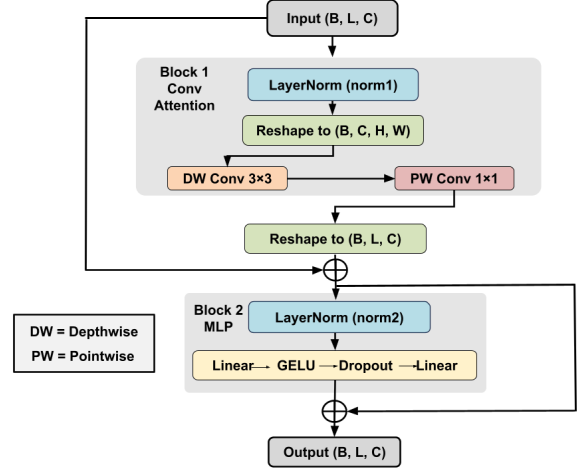 Input (B, L, C)
Block 1
Conv
Attention
LayerNorm (norm1)
Reshape to (B, C, H, W)
DW Conv 3×3
PW Conv 1×1
Reshape to (B, L, C)
Block 2
MLP
LayerNorm (norm2)
DW = Depthwise
PW = Pointwise
Linear → GELU → Dropout → Linear
Output (B, L, C)